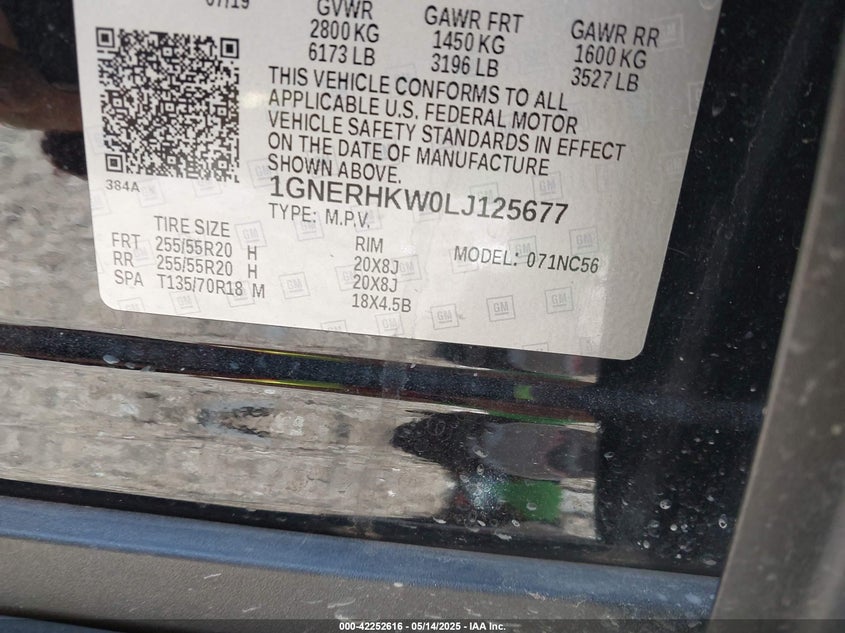 07/19
GVWR GAWR FRT GAWR RR
2800 KG 1450 KG 1600 KG
6173 LB 3196 LB 3527 LB
THIS VEHICLE CONFORMS TO ALL
APPLICABLE U.S. FEDERAL MOTOR
VEHICLE SAFETY STANDARDS IN EFFECT
ON THE DATE OF MANUFACTURE
SHOWN ABOVE.
384A
1GNERHKW0LJ125677
TYPE: M.P.V.
TIRE SIZE RIM MODEL: 071NC56
FRT 255/55R20 H 20X8J
RR 255/55R20 H 20X8J
SPA T135/70R18 M 18X4.5B
GM
000-42252616 - 05/14/2025 - IAA Inc.